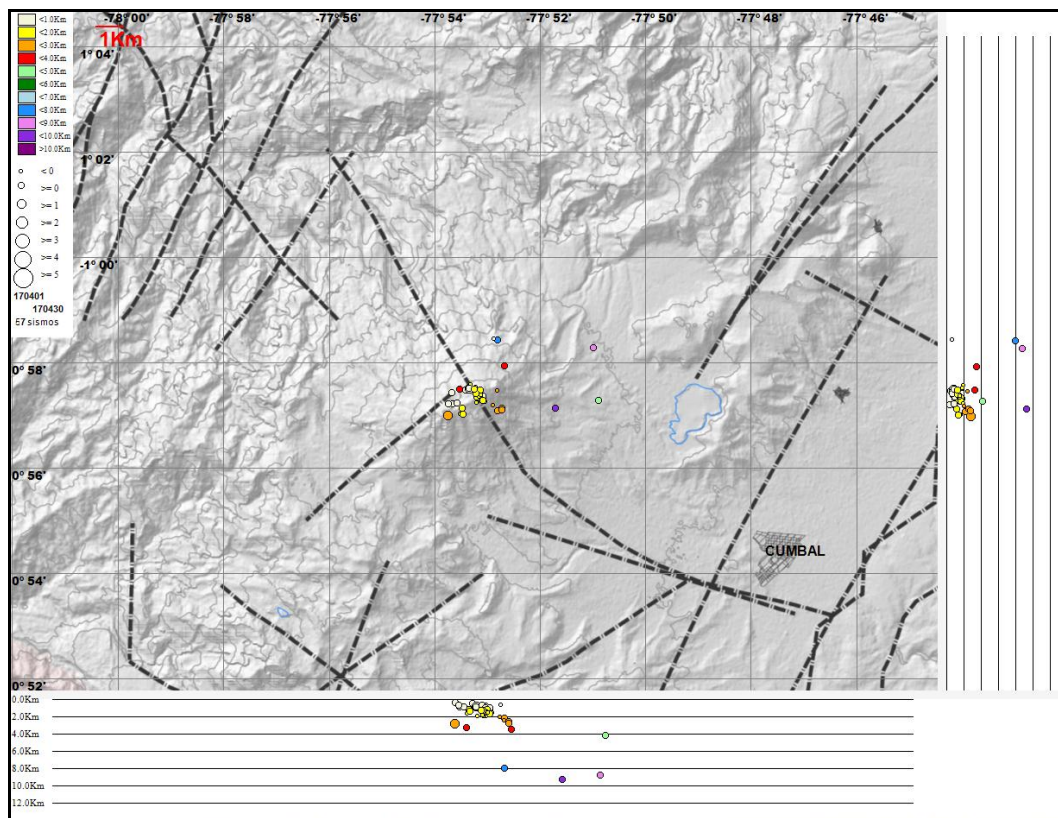 -78° 00' -77° 58' -77° 56' -77° 54' -77° 52' -77° 50' -77° 48' -77° 46'
1Km
<1.0Km
<2.0Km
<3.0Km
<4.0Km
<5.0Km
<6.0Km
<7.0Km
<8.0Km
<9.0Km
<10.0Km
>10.0Km
< 0
>= 0
>= 1
>= 2
>= 3
>= 4
>= 5
170401
170430
67 sismos
1° 04'
1° 02'
-1° 00'
0° 58'
0° 56'
0° 54'
0° 52'
CUMBAL
0.0Km
2.0Km
4.0Km
6.0Km
8.0Km
10.0Km
12.0Km